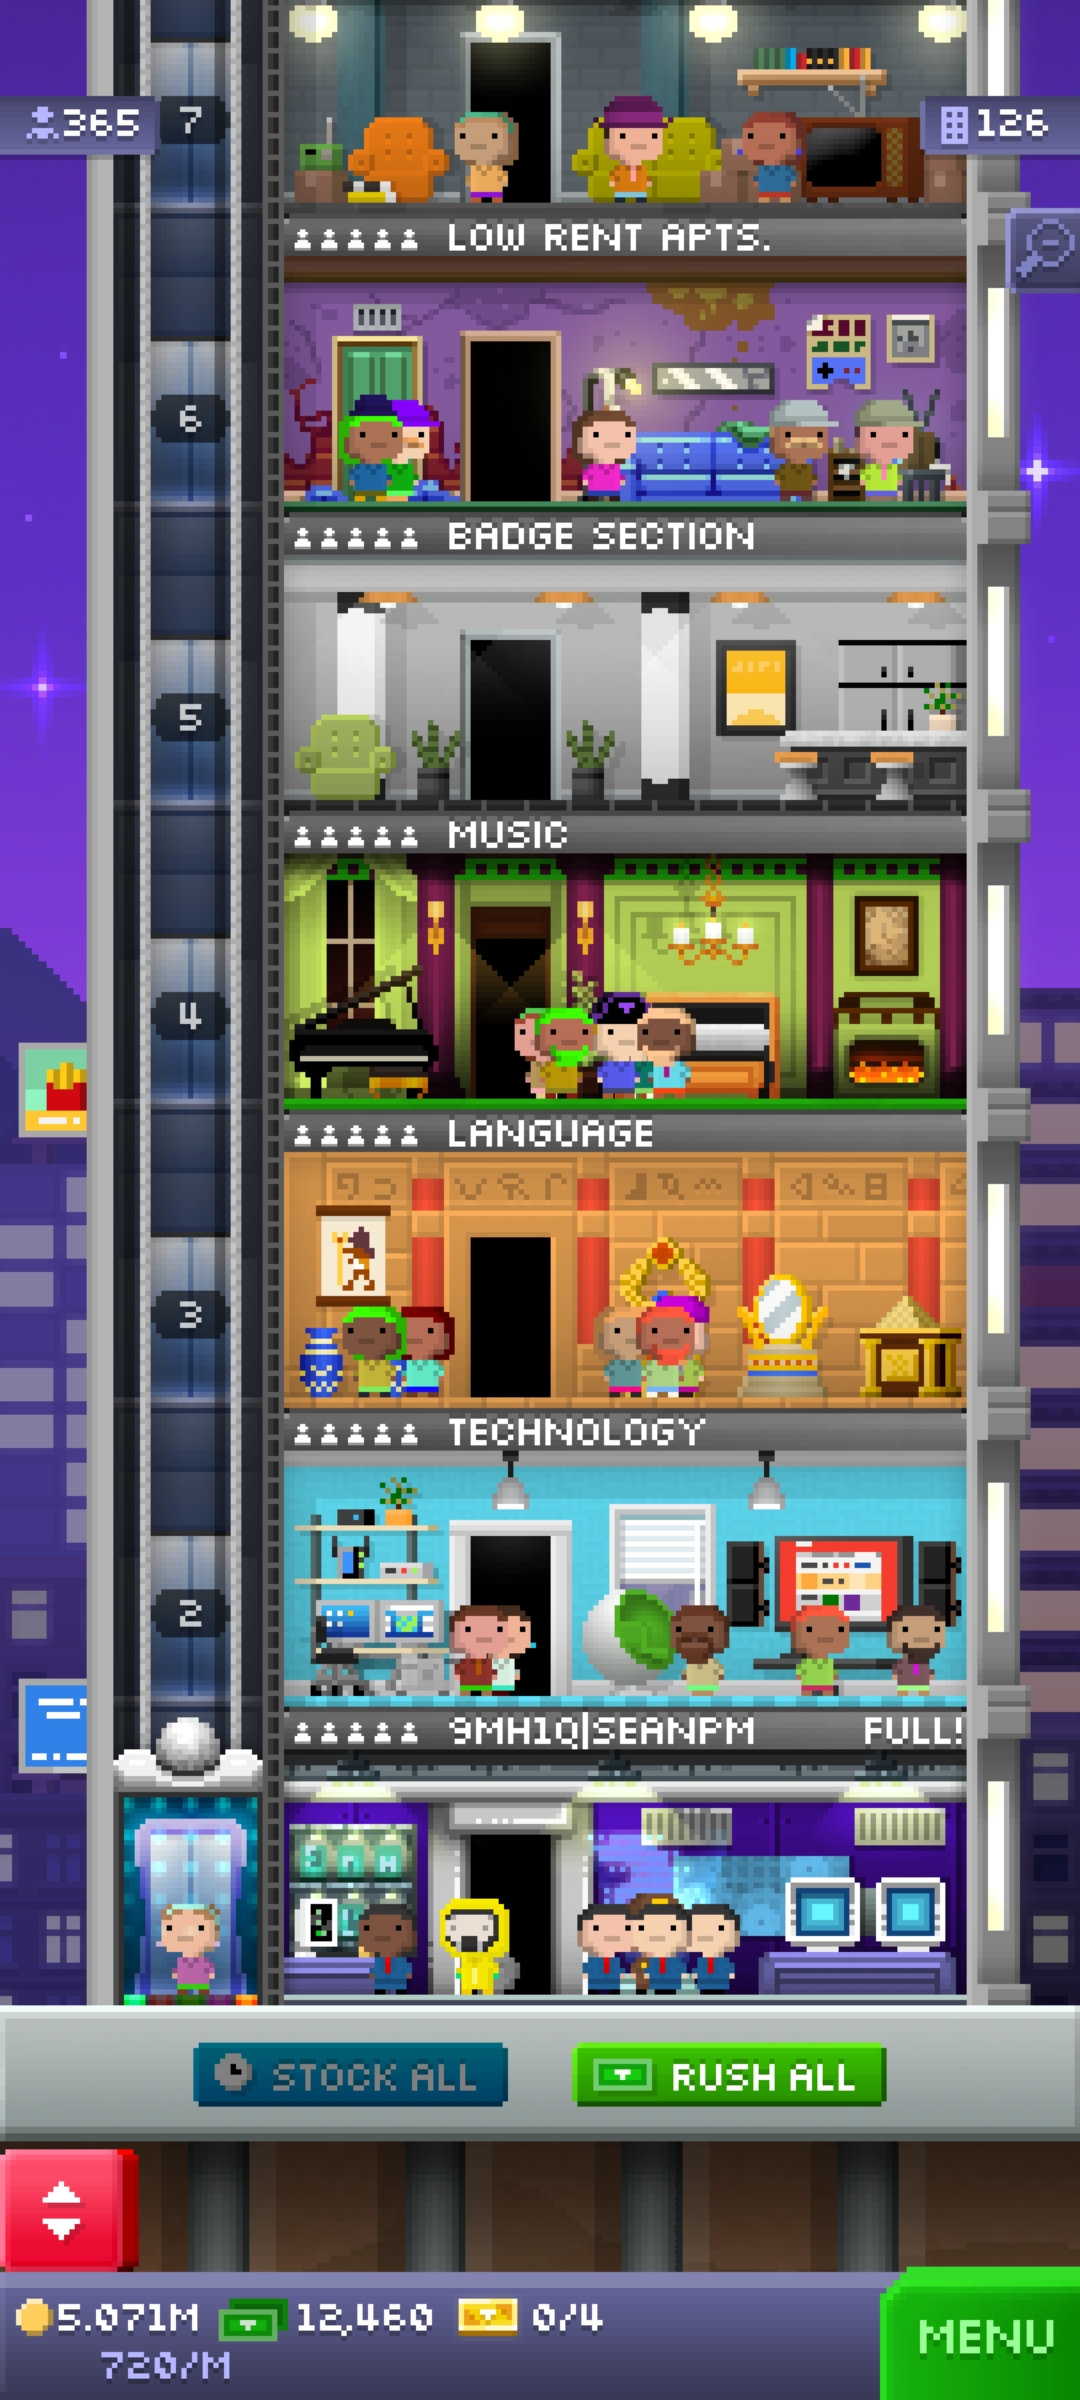 365
7
126
LOW RENT APTS.
6
BADGE SECTION
5
MUSIC
4
LANGUAGE
3
TECHNOLOGY
2
9MH1Q|SEANPM FULL!
STOCK ALL
RUSH ALL
5.071M 12,460 0/4
720/M
MENU